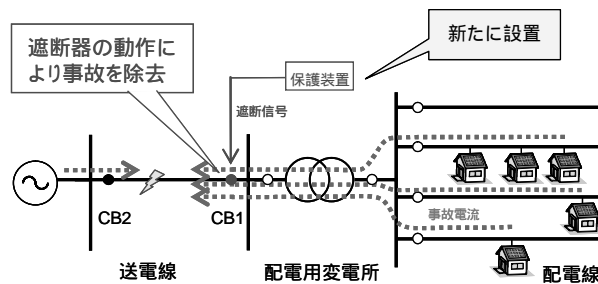 遮断器の動作に
より事故を除去
新たに設置
保護装置
遮断信号
CB2
CB1
事故電流
送電線
配電用変電所
配電線